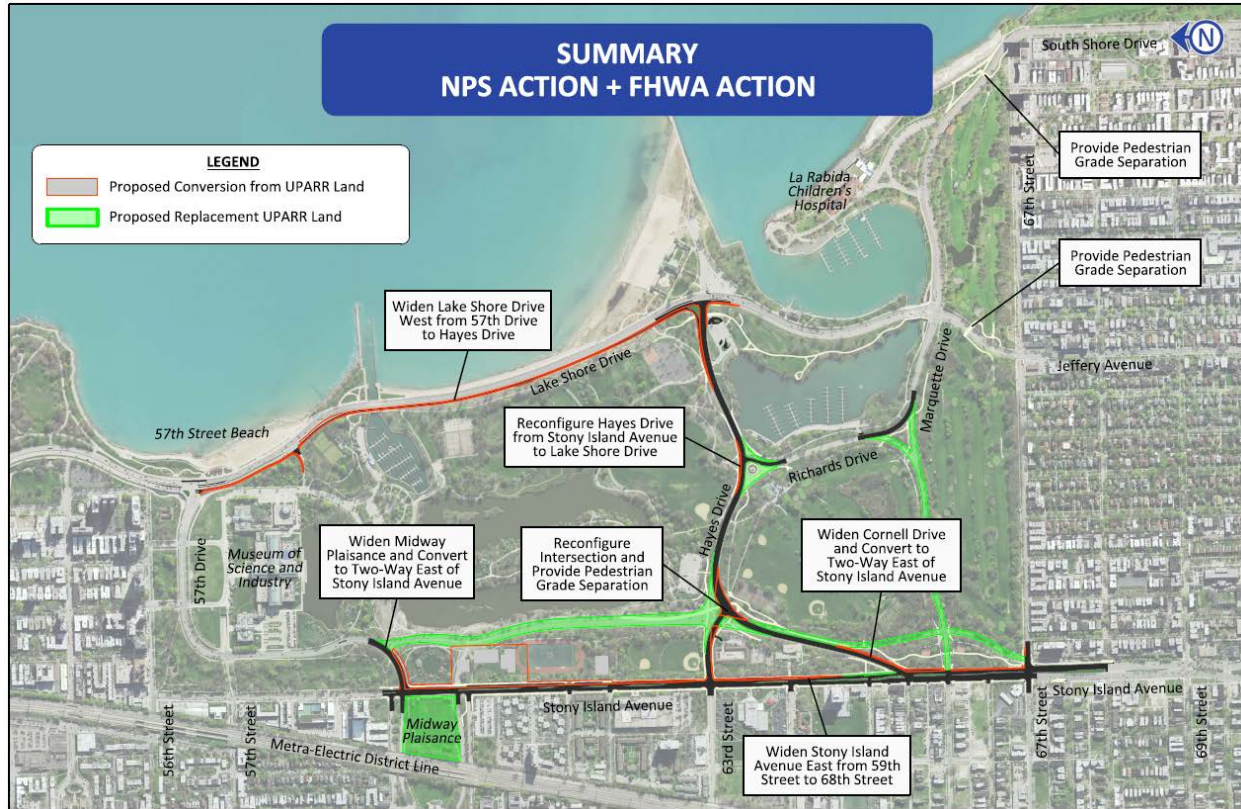 SUMMARY
NPS ACTION + FHWA ACTION
South Shore Drive
N
LEGEND
Proposed Conversion from UPARR Land
Proposed Replacement UPARR Land
La Rabida
Children's
Hospital
Provide Pedestrian
Grade Separation
67th Street
Provide Pedestrian
Grade Separation
Widen Lake Shore Drive
West from 57th Drive
to Hayes Drive
Lake Shore Drive
Jeffery Avenue
Marquette Drive
57th Street Beach
Reconfigure Hayes Drive
from Stony Island Avenue
to Lake Shore Drive
Richards Drive
Hayes Drive
57th Drive
Museum of
Science and
Industry
Widen Midway
Plaisance and Convert
to Two-Way East of
Stony Island Avenue
Reconfigure
Intersection and
Provide Pedestrian
Grade Separation
Widen Cornell Drive
and Convert to
Two-Way East of
Stony Island Avenue
56th Street
57th Street
Midway
Plaisance
Stony Island Avenue
Metra-Electric District Line
63rd Street
Widen Stony Island
Avenue East from 59th
Street to 68th Street
67th Street
Stony Island Avenue
69th Street